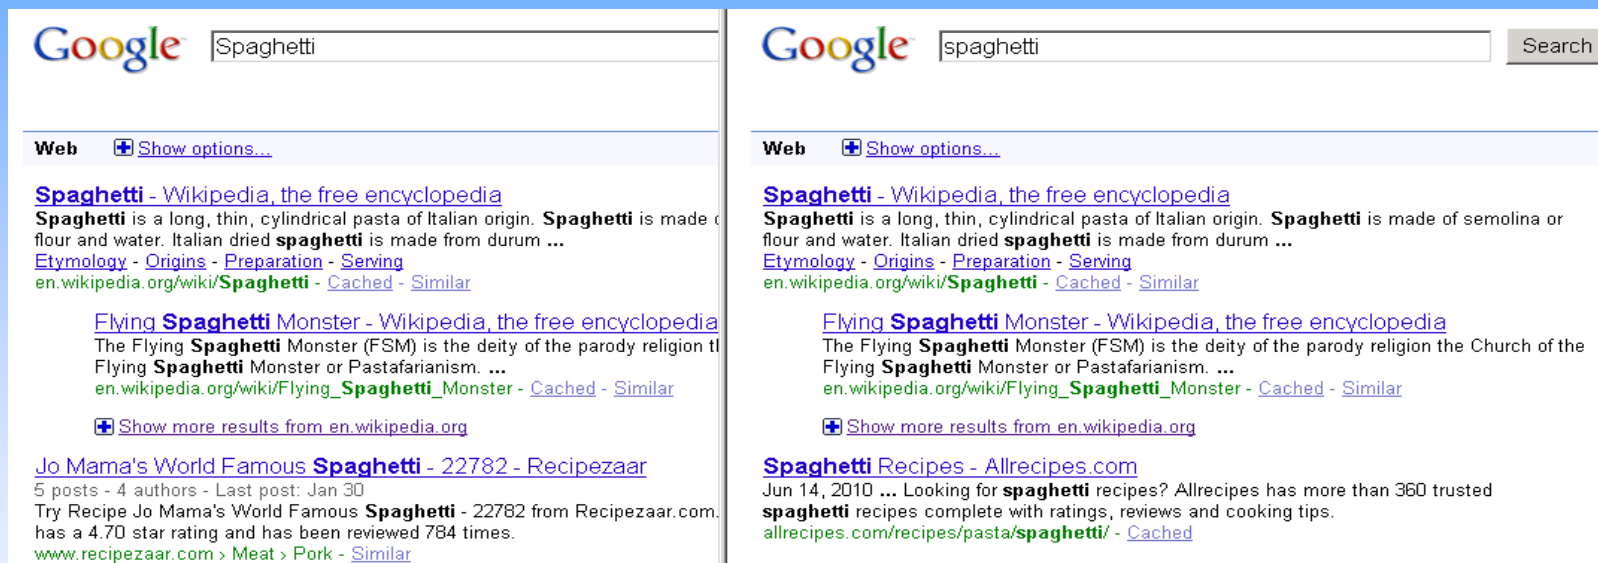 Google Spaghetti
Web Show options...
Spaghetti - Wikipedia, the free encyclopedia
Spaghetti is a long, thin, cylindrical pasta of Italian origin. Spaghetti is made
flour and water. Italian dried spaghetti is made from durum ...
Etymology - Origins - Preparation - Serving
en.wikipedia.org/wiki/Spaghetti - Cached - Similar
Flying Spaghetti Monster - Wikipedia, the free encyclopedia
The Flying Spaghetti Monster (FSM) is the deity of the parody religion
Flying Spaghetti Monster or Pastafarianism. ...
en.wikipedia.org/wiki/Flying_Spaghetti_Monster - Cached - Similar
Show more results from en.wikipedia.org
Jo Mama's World Famous Spaghetti - 22782 - Recipezaar
5 posts - 4 authors - Last post: Jan 30
Try Recipe Jo Mama's World Famous Spaghetti - 22782 from Recipezaar.com.
has a 4.70 star rating and has been reviewed 784 times.
www.recipezaar.com › Meat › Pork - Similar
Google spaghetti Search
Web Show options...
Spaghetti - Wikipedia, the free encyclopedia
Spaghetti is a long, thin, cylindrical pasta of Italian origin. Spaghetti is made of semolina or
flour and water. Italian dried spaghetti is made from durum ...
Etymology - Origins - Preparation - Serving
en.wikipedia.org/wiki/Spaghetti - Cached - Similar
Flying Spaghetti Monster - Wikipedia, the free encyclopedia
The Flying Spaghetti Monster (FSM) is the deity of the parody religion the Church of the
Flying Spaghetti Monster or Pastafarianism. ...
en.wikipedia.org/wiki/Flying_Spaghetti_Monster - Cached - Similar
Show more results from en.wikipedia.org
Spaghetti Recipes - Allrecipes.com
Jun 14, 2010 ... Looking for spaghetti recipes? Allrecipes has more than 360 trusted
spaghetti recipes complete with ratings, reviews and cooking tips.
allrecipes.com/recipes/pasta/spaghetti/ - Cached